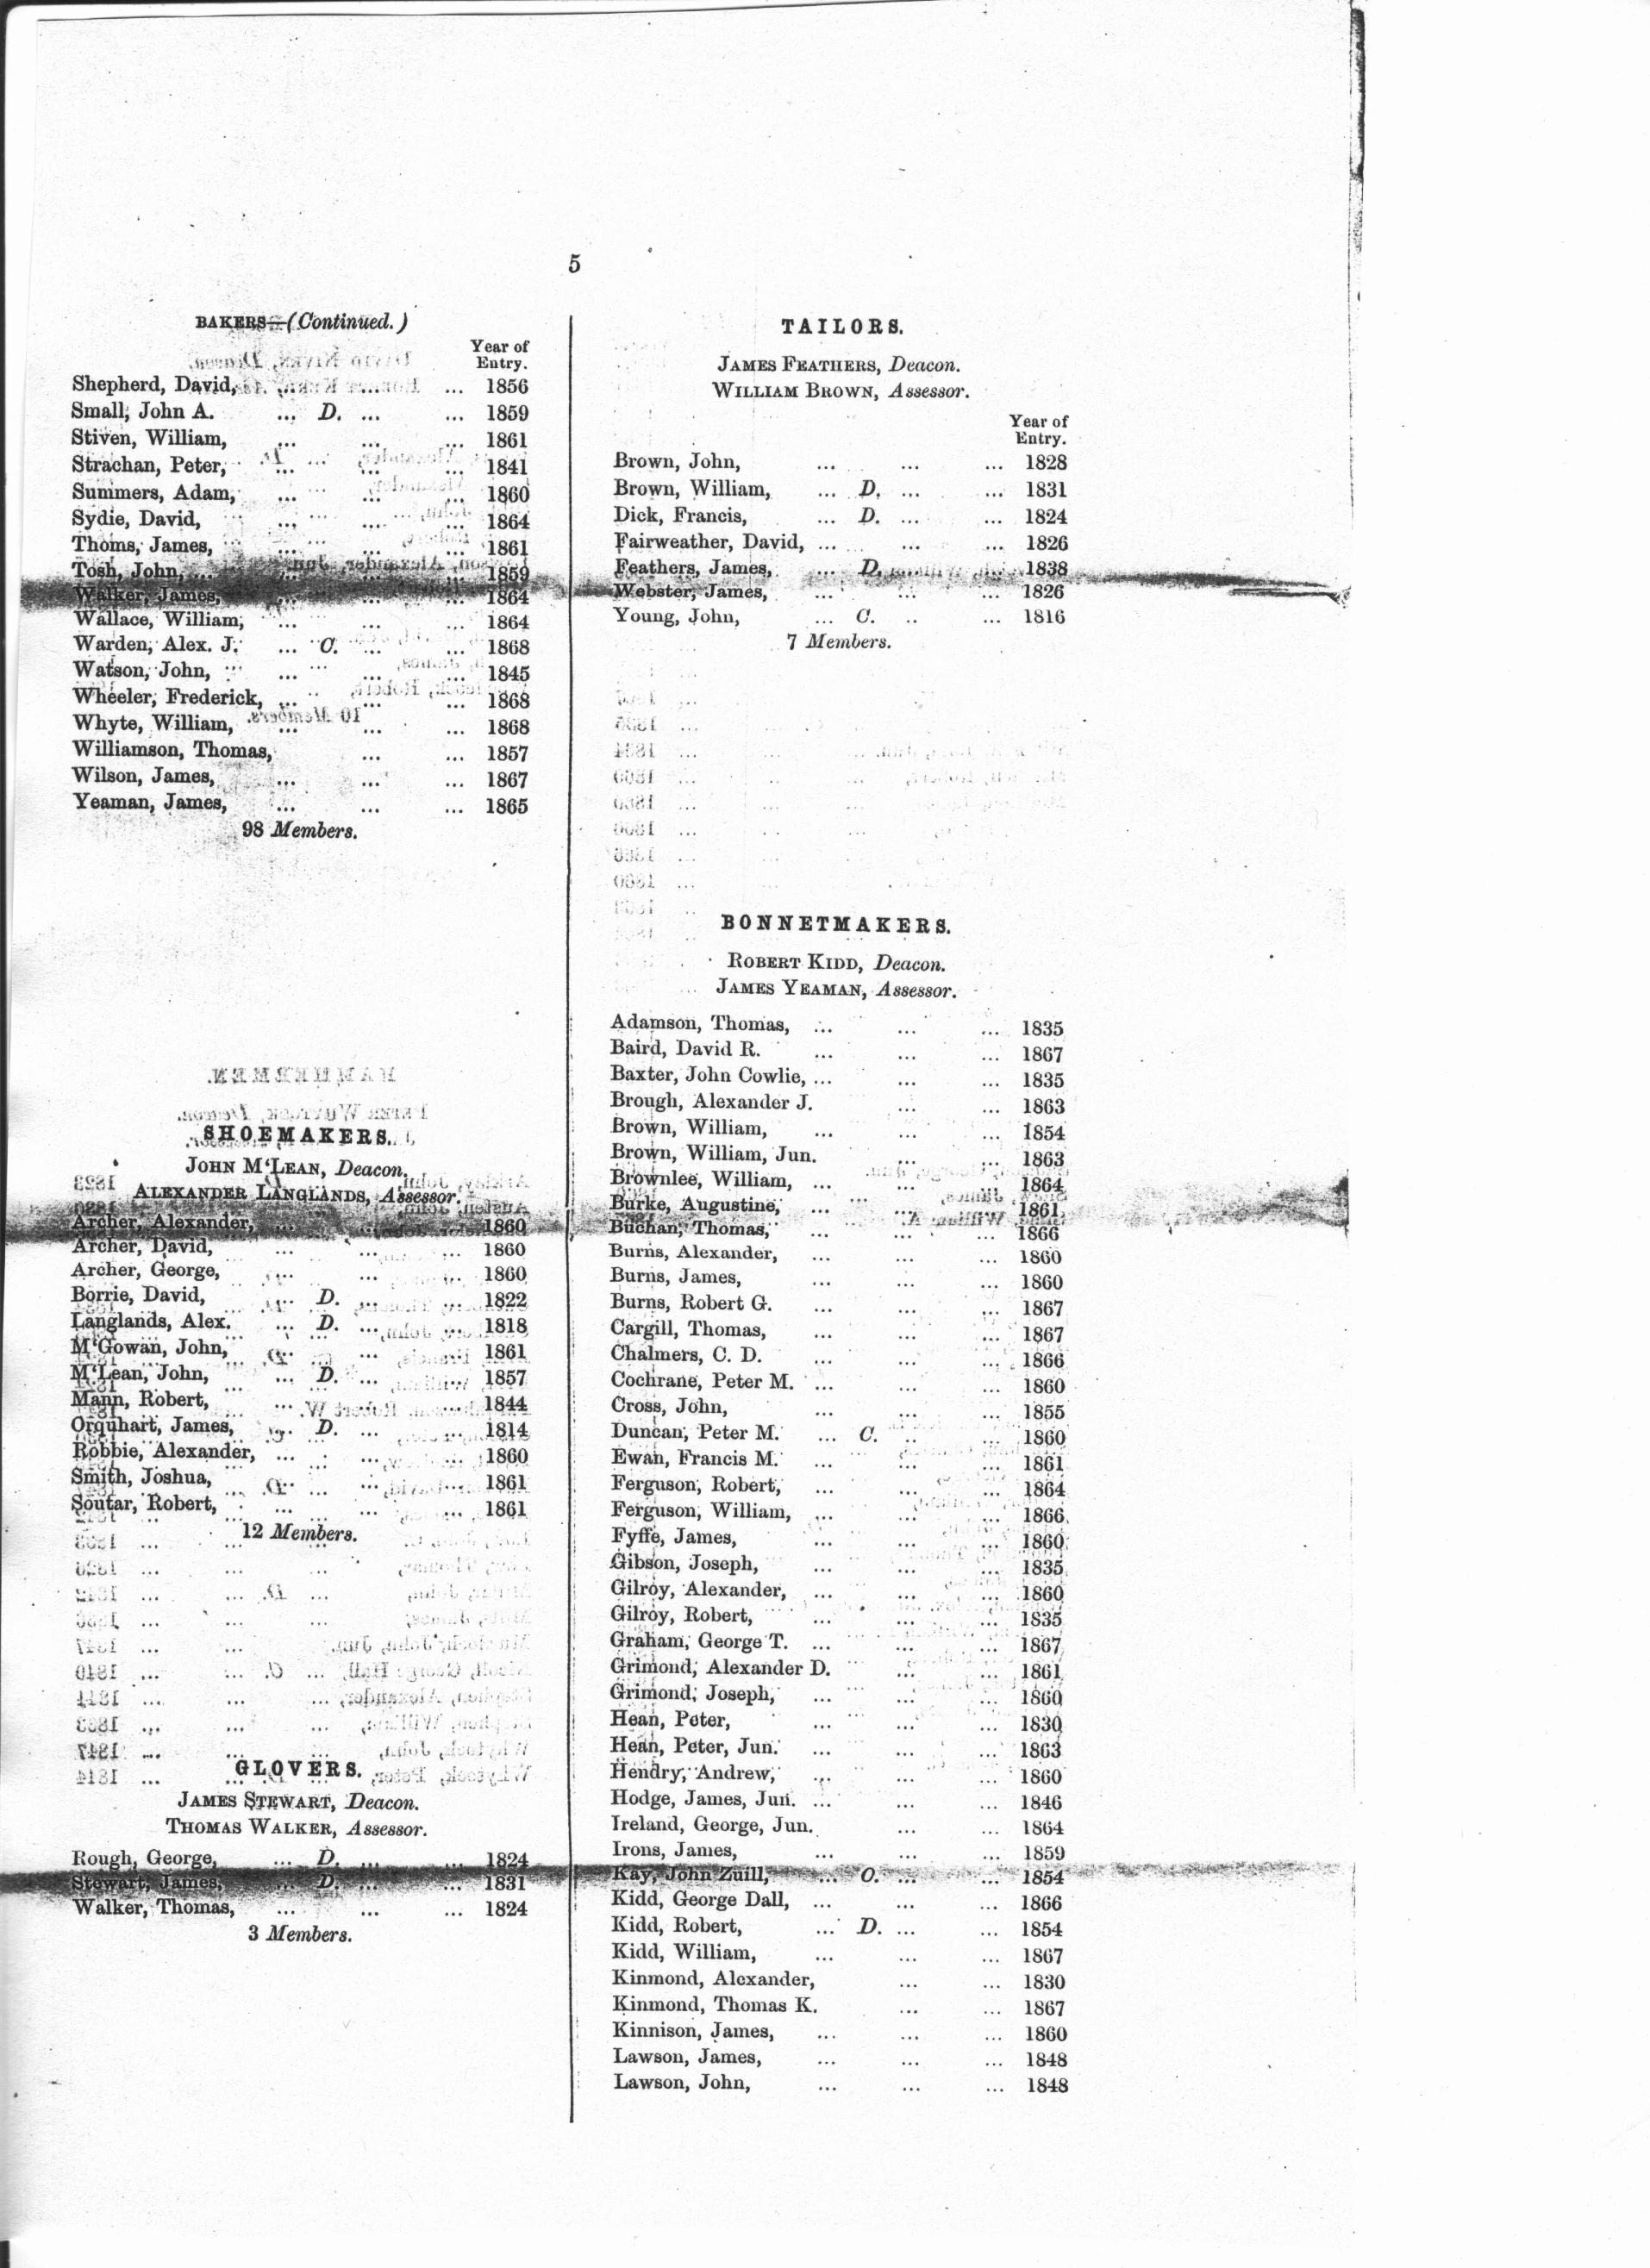 5
BAKERS—(Continued.)
Year of
Entry.
Shepherd, David, ... ... 1856
Small, John A. ... D. ... ... 1859
Stiven, William, ... ... ... 1861
Strachan, Peter, ... ... ... 1841
Summers, Adam, ... ... ... 1860
Sydie, David, ... ... ... 1864
Thoms, James, ... ... ... 1861
Tosh, John, ... ... ... ... 1859
Walker, James, ... ... ... 1864
Wallace, William, ... ... ... 1864
Warden, Alex. J. ... C. ... ... 1868
Watson, John, ... ... ... 1845
Wheeler, Frederick, ... ... ... 1868
Whyte, William, ... ... ... 1868
Williamson, Thomas, ... ... 1857
Wilson, James, ... ... ... 1867
Yeaman, James, ... ... ... 1865
98 Members.
SHOEMAKERS.
JOHN M'LEAN, Deacon.
ALEXANDER LANGLANDS, Assessor.
Archer, Alexander, ... ... ... 1860
Archer, David, ... ... ... 1860
Archer, George, ... ... ... 1860
Borrie, David, ... D. ... ... 1822
Langlands, Alex. ... D. ... ... 1818
M'Gowan, John, ... ... ... 1861
M'Lean, John, ... D. ... ... 1857
Mann, Robert, ... ... ... 1844
Orquhart, James, ... D. ... ... 1814
Robbie, Alexander, ... ... ... 1860
Smith, Joshua, ... ... ... 1861
Soutar, Robert, ... ... ... 1861
12 Members.
GLOVERS.
JAMES STEWART, Deacon.
THOMAS WALKER, Assessor.
Rough, George, ... D. ... ... 1824
Stewart, James, ... D. ... ... 1831
Walker, Thomas, ... ... ... 1824
3 Members.
TAILORS.
JAMES FEATHERS, Deacon.
WILLIAM BROWN, Assessor.
Year of
Entry.
Brown, John, ... ... ... 1828
Brown, William, ... D. ... ... 1831
Dick, Francis, ... D. ... ... 1824
Fairweather, David, ... ... ... 1826
Feathers, James, ... D. ... 1838
Webster, James, ... ... ... 1826
Young, John, ... C. .. ... 1816
7 Members.
BONNETMAKERS.
ROBERT KIDD, Deacon.
JAMES YEAMAN, Assessor.
Adamson, Thomas, ... ... ... 1835
Baird, David R. ... ... ... 1867
Baxter, John Cowlie, ... ... ... 1835
Brough, Alexander J. ... ... 1863
Brown, William, ... ... ... 1854
Brown, William, Jun. ... ... 1863
Brownlee, William, ... ... ... 1864
Burke, Augustine, ... ... ... 1861
Buchan, Thomas, ... ... ... 1866
Burns, Alexander, ... ... ... 1860
Burns, James, ... ... ... 1860
Burns, Robert G. ... ... ... 1867
Cargill, Thomas, ... ... ... 1867
Chalmers, C. D. ... ... ... 1866
Cochrane, Peter M. ... ... ... 1860
Cross, John, ... ... ... 1855
Duncan, Peter M. ... C. .. ... 1860
Ewan, Francis M. ... ... ... 1861
Ferguson, Robert, ... ... ... 1864
Ferguson, William, ... ... ... 1866
Fyffe, James, ... ... ... 1860
Gibson, Joseph, ... ... ... 1835
Gilroy, Alexander, ... ... ... 1860
Gilroy, Robert, ... ... ... 1835
Graham, George T. ... ... ... 1867
Grimond, Alexander D. ... ... 1861
Grimond, Joseph, ... ... ... 1860
Hean, Peter, ... ... ... 1830
Hean, Peter, Jun. ... ... ... 1863
Hendry, Andrew, ... ... ... 1860
Hodge, James, Jun. ... ... ... 1846
Ireland, George, Jun. ... ... 1864
Irons, James, ... ... ... 1859
Kay, John Zuill, ... O. ... ... 1854
Kidd, George Dall, ... ... ... 1866
Kidd, Robert, ... D. ... ... 1854
Kidd, William, ... ... ... 1867
Kinmond, Alexander, ... ... 1830
Kinmond, Thomas K. ... ... 1867
Kinnison, James, ... ... ... 1860
Lawson, James, ... ... ... 1848
Lawson, John, ... ... ... 1848